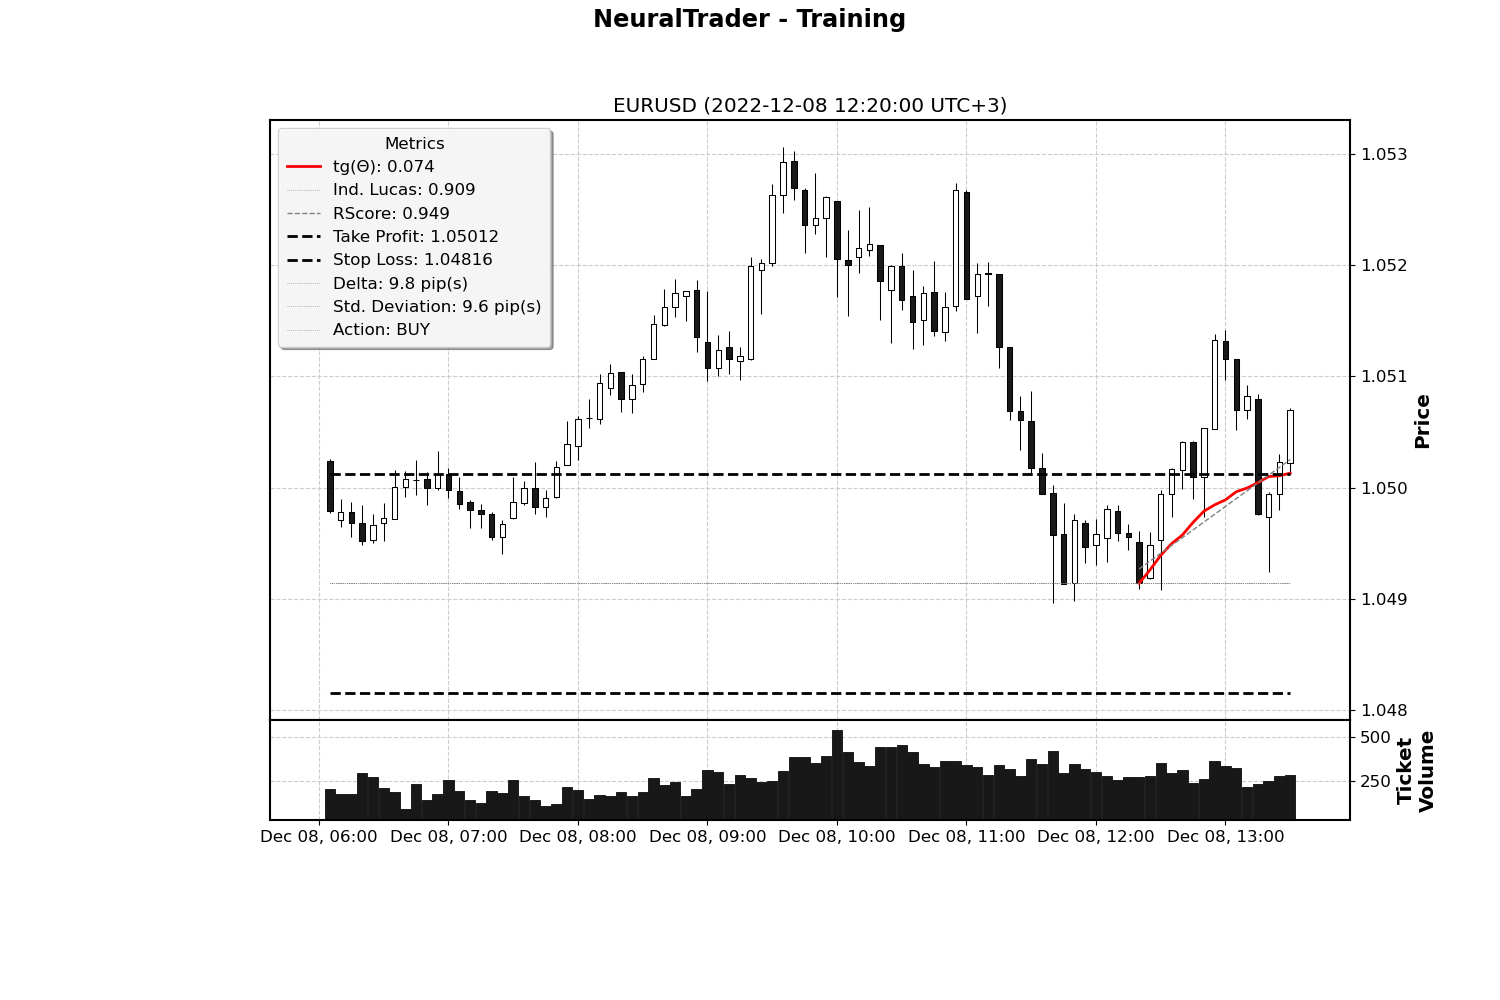 NeuralTrader - Training
EURUSD (2022-12-08 12:20:00 UTC+3)
Metrics
tg(Θ): 0.074
Ind. Lucas: 0.909
RScore: 0.949
Take Profit: 1.05012
Stop Loss: 1.04816
Delta: 9.8 pip(s)
Std. Deviation: 9.6 pip(s)
Action: BUY
1.053
1.052
1.051
1.050
1.049
1.048
Price
500
250
Ticket
Volume
Dec 08, 06:00 Dec 08, 07:00 Dec 08, 08:00 Dec 08, 09:00 Dec 08, 10:00 Dec 08, 11:00 Dec 08, 12:00 Dec 08, 13:00